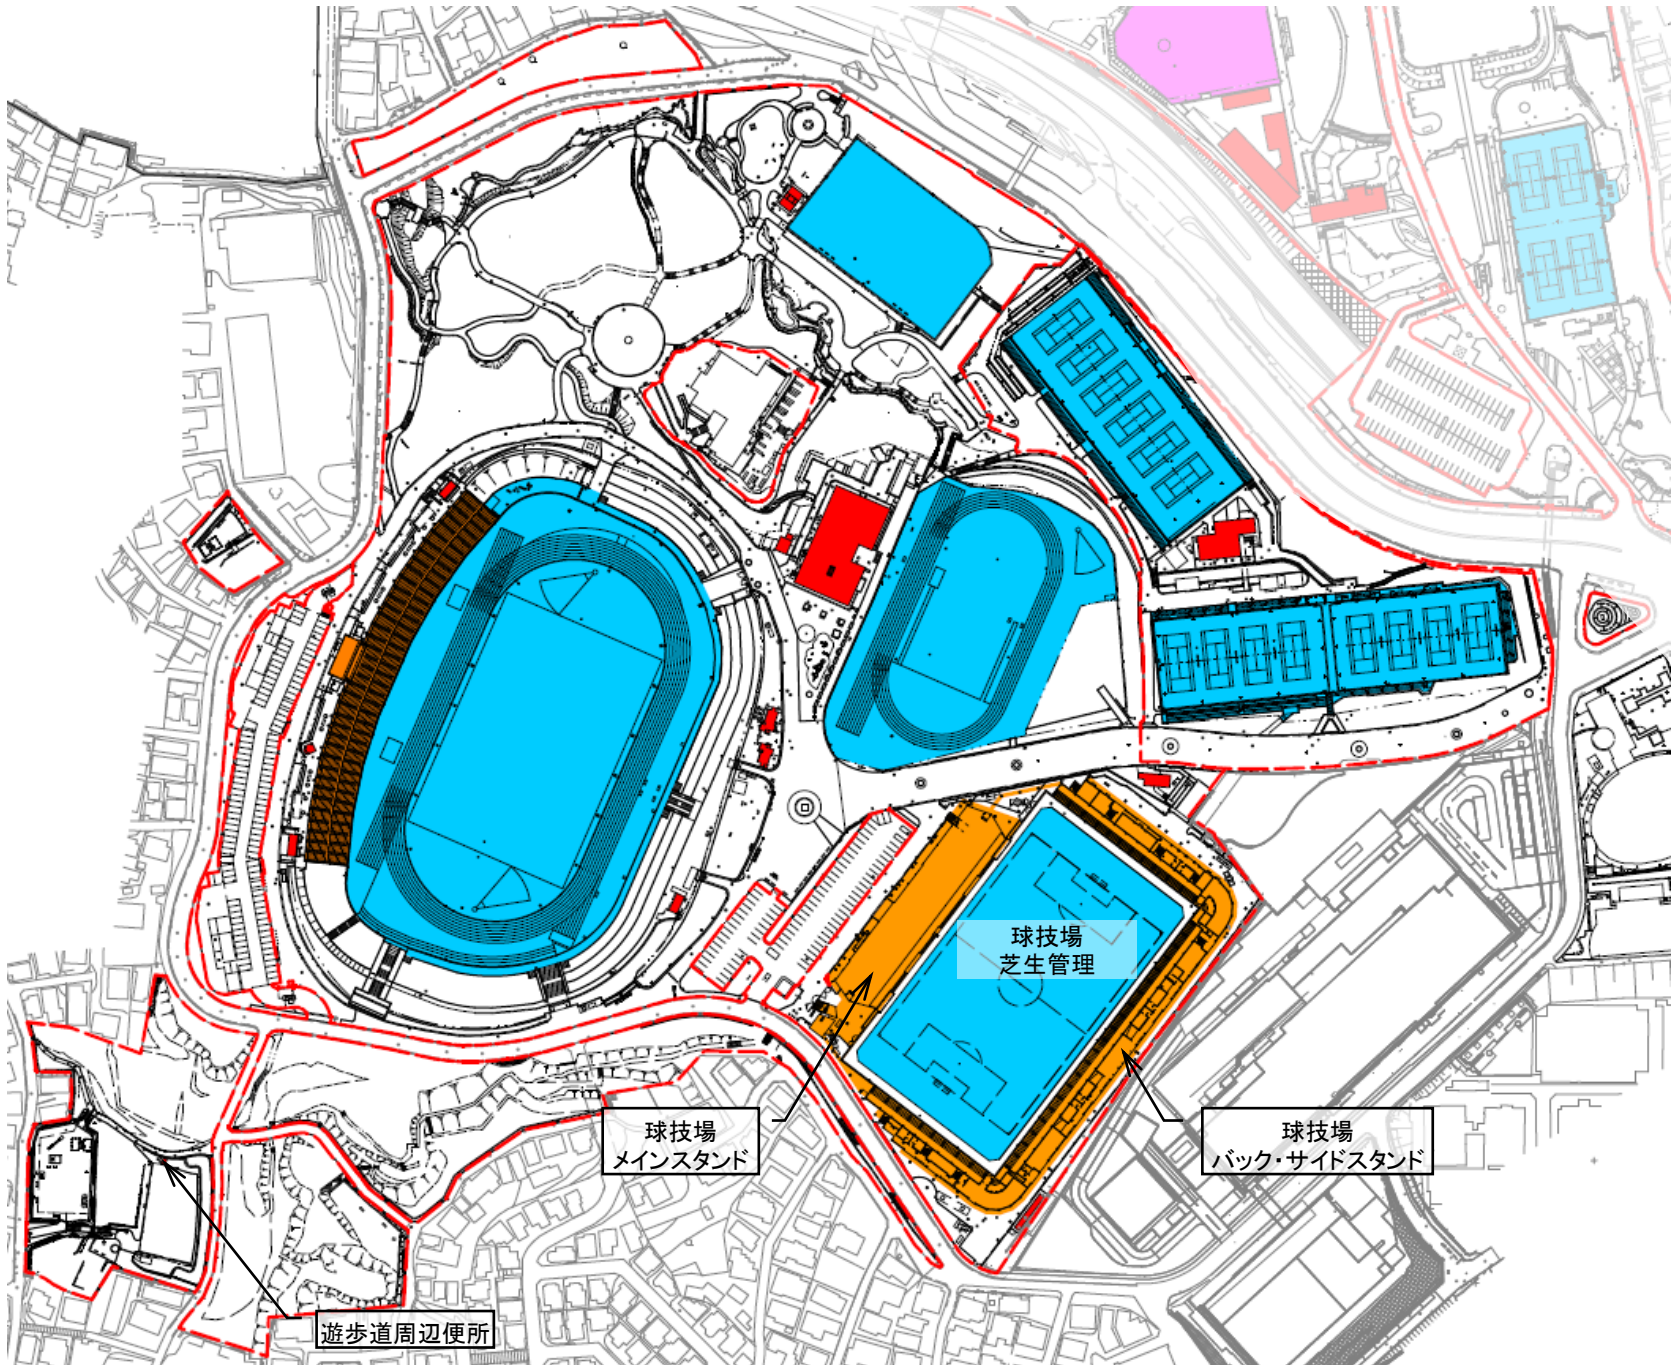 球技場
芝生管理
球技場
メインスタンド
球技場
バック・サイドスタンド
遊歩道周辺便所